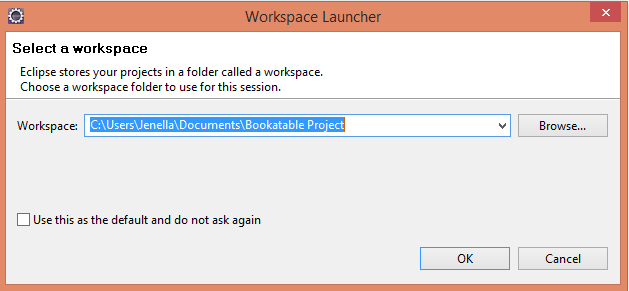 Workspace Launcher
Select a workspace
Eclipse stores your projects in a folder called a workspace.
Choose a workspace folder to use for this session.
Workspace: C:\Users\Jenella\Documents\Bookatable Project Browse...
Use this as the default and do not ask again
OK Cancel